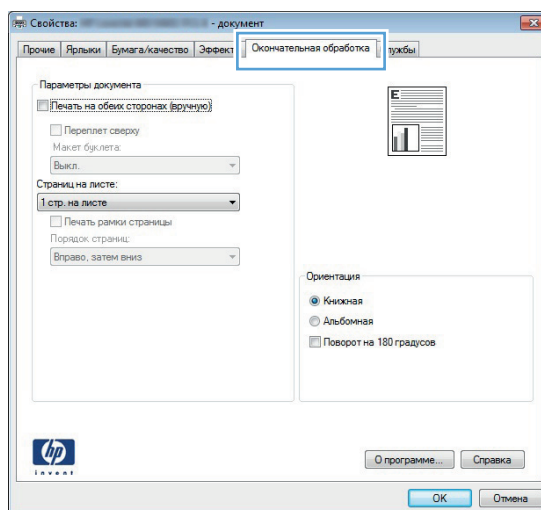 Свойства: - документ
Прочие Ярлыки Бумага/качество Эффект Окончательная обработка
Параметры документа
Печать на обеих сторонах (вручную)
Переплет сверху
Макет буклета:
Выкл.
Страниц на листе:
1 стр. на листе
Печать рамки страницы
Порядок страниц:
Вправо, затем вниз
E
Ориентация
Книжная
Альбомная
Поворот на 180 градусов
hp
invent
О программе... Справка
OK Отмена